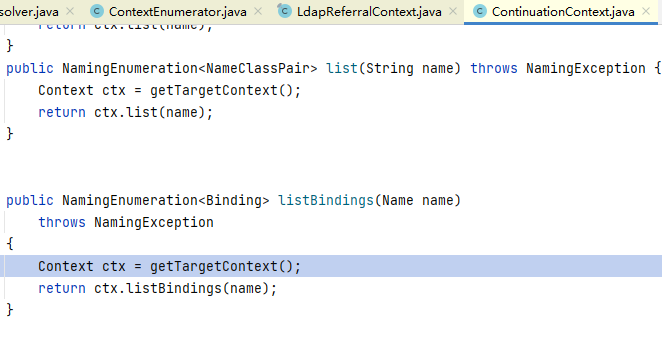 solver.java × ContextEnumerator.java × LdapReferralContext.java × ContinuationContext.java ×
return ctx.list(name);
}
public NamingEnumeration<NameClassPair> list(String name) throws NamingException {
Context ctx = getTargetContext();
return ctx.list(name);
}
public NamingEnumeration<Binding> listBindings(Name name)
throws NamingException
{
Context ctx = getTargetContext();
return ctx.listBindings(name);
}